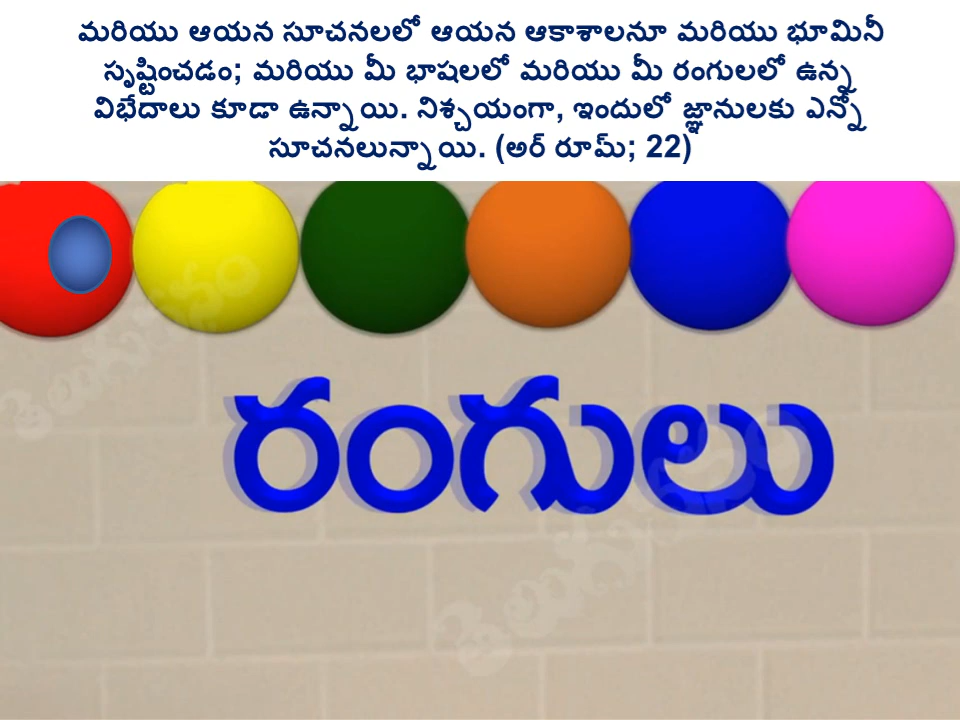 మరియు ఆయన సూచనలలో ఆయన ఆకాశాలనూ మరియు భూమినీ
సృష్టించడం; మరియు మీ భాషలలో మరియు మీ రంగులలో ఉన్న
విభేదాలు కూడా ఉన్నాయి. నిశ్చయంగా, ఇందులో జ్ఞానులకు ఎన్నో
సూచనలున్నాయి. (అర్ రూమ్; 22)
రంగులు